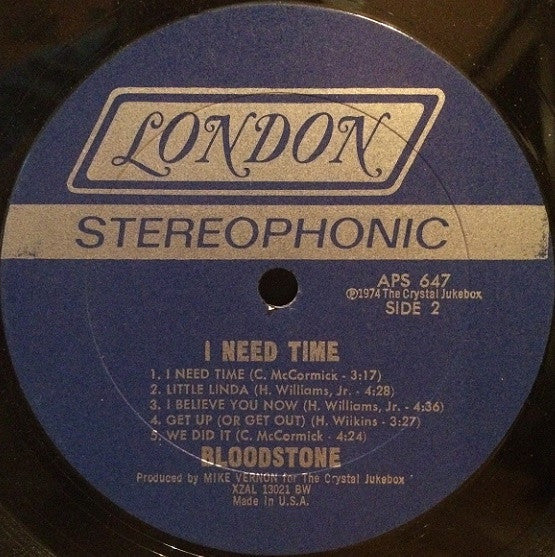 LONDON
STEREOPHONIC
APS 647
Ⓟ1974 The Crystal Jukebox
SIDE 2
I NEED TIME
1. I NEED TIME (C. McCormick - 3:17)
2. LITTLE LINDA (H. Williams, Jr. - 4:28)
3. I BELIEVE YOU NOW (H. Williams, Jr. - 4:36)
4. GET UP (OR GET OUT) (H. Wilkins - 3:27)
5. WE DID IT (C. McCormick - 4:24)
BLOODSTONE
Produced by MIKE VERNON for The Crystal Jukebox
XZAL 13021 BW
Made in U.S.A.